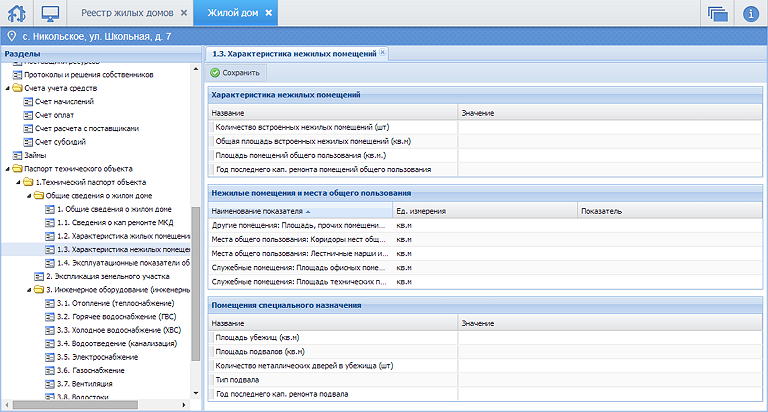 Реестр жилых домов
Жилой дом
с. Никольское, ул. Школьная, д. 7
Разделы
Поставщики ресурсов
Протоколы и решения собственников
Счета учета средств
Счет начислений
Счет оплат
Счет расчета с поставщиками
Счет субсидий
Займы
Паспорт технического объекта
1.Технический паспорт объекта
Общие сведения о жилом доме
1. Общие сведения о жилом доме
1.1. Сведения о кап ремонте МКД
1.2. Характеристика жилых помещени
1.3. Характеристика нежилых помеще
1.4. Эксплуатационные показатели об
2. Экспликация земельного участка
3. Инженерное оборудование (инженерны
3.1. Отопление (теплоснабжение)
3.2. Горячее водоснабжение (ГВС)
3.3. Холодное водоснабжение (ХВС)
3.4. Водоотведение (канализация)
3.5. Электроснабжение
3.6. Газоснабжение
3.7. Вентиляция
3.8. Водостоки
1.3. Характеристика нежилых помещений
Сохранить
Характеристика нежилых помещений
Название Значение
Количество встроенных нежилых помещений (шт)
Общая площадь встроенных нежилых помещений (кв.м)
Площадь помещений общего пользования (кв.м.)
Год последнего кап. ремонта помещений общего пользования
Нежилые помещения и места общего пользования
Наименование показателя Ед. измерения Показатель
Другие помещения: Площадь, прочих помещени... кв.м
Места общего пользования: Коридоры мест общ... кв.м
Места общего пользования: Лестничные марши и... кв.м
Служебные помещения: Площадь офисных поме... кв.м
Служебные помещения: Площадь технических п... кв.м
Помещения специального назначения
Название Значение
Площадь убежищ (кв.м)
Площадь подвалов (кв.м)
Количество металлических дверей в убежища (шт)
Тип подвала
Год последнего кап. ремонта подвала